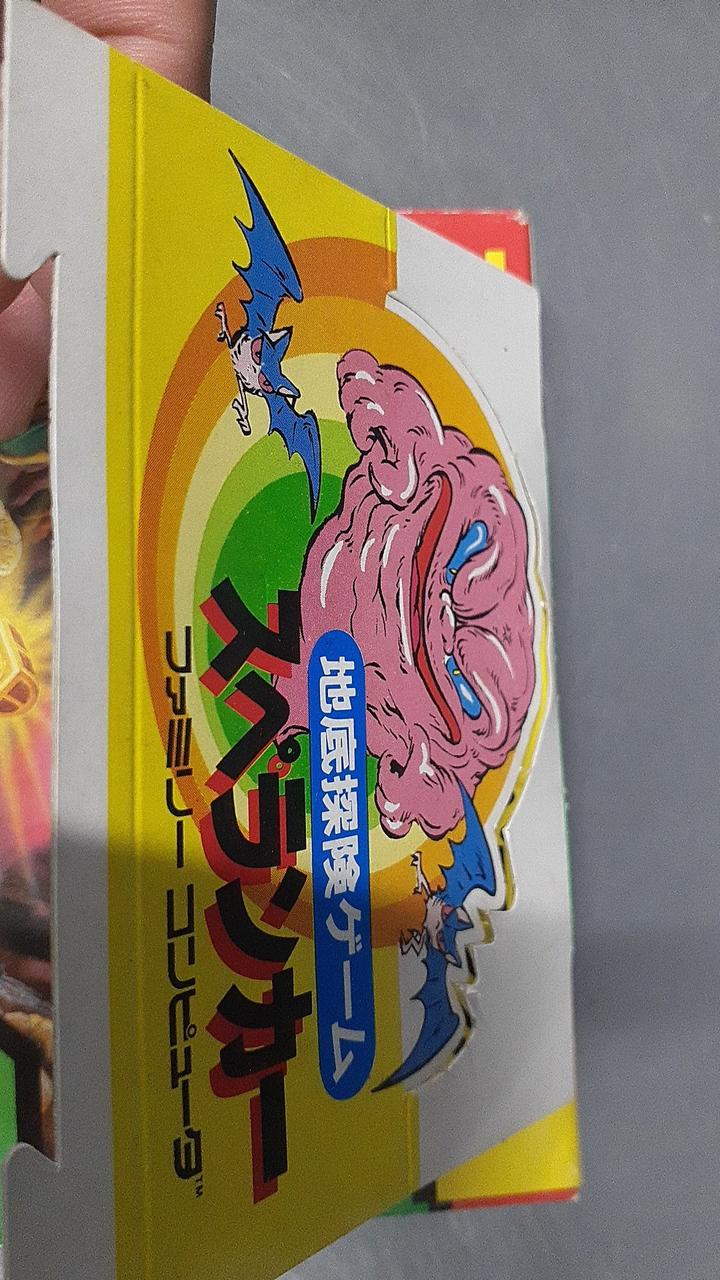 地底探険ゲーム
スペランカー
ファミリー コンピュータ™